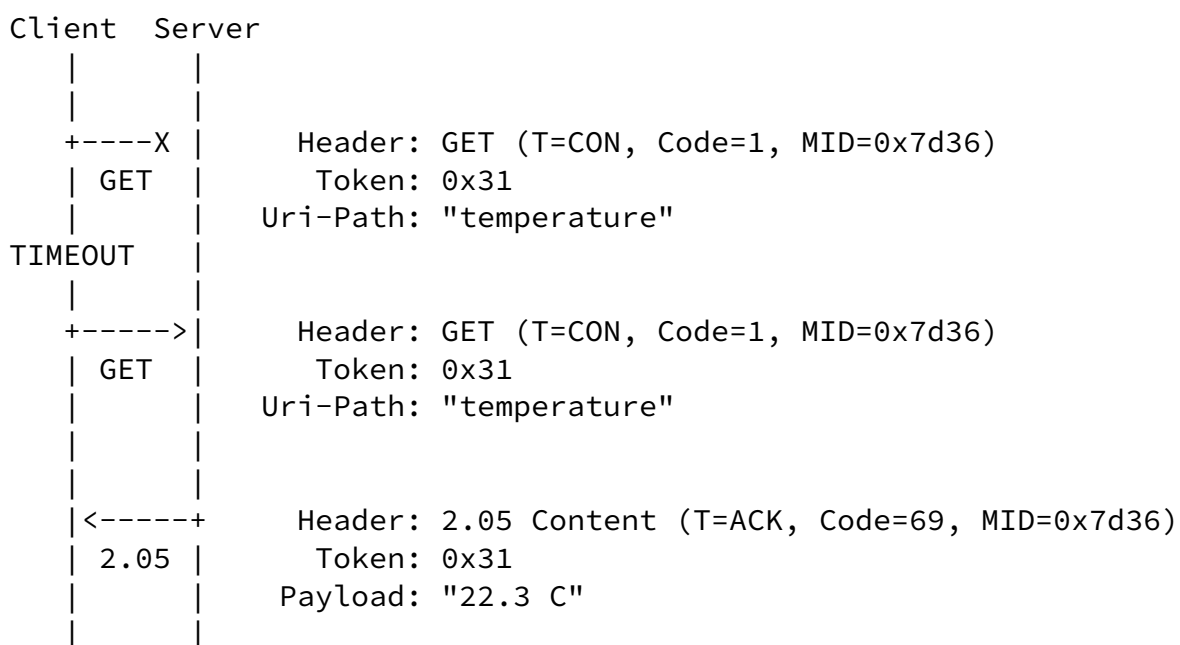 Client  Server
   |      |
   |      |
   +----X |     Header: GET (T=CON, Code=1, MID=0x7d36)
   | GET  |      Token: 0x31
   |      |   Uri-Path: "temperature"
TIMEOUT   |
   |      |
   +----->|     Header: GET (T=CON, Code=1, MID=0x7d36)
   | GET  |      Token: 0x31
   |      |   Uri-Path: "temperature"
   |      |
   |      |
   |<-----+     Header: 2.05 Content (T=ACK, Code=69, MID=0x7d36)
   | 2.05 |      Token: 0x31
   |      |    Payload: "22.3 C"
   |      |